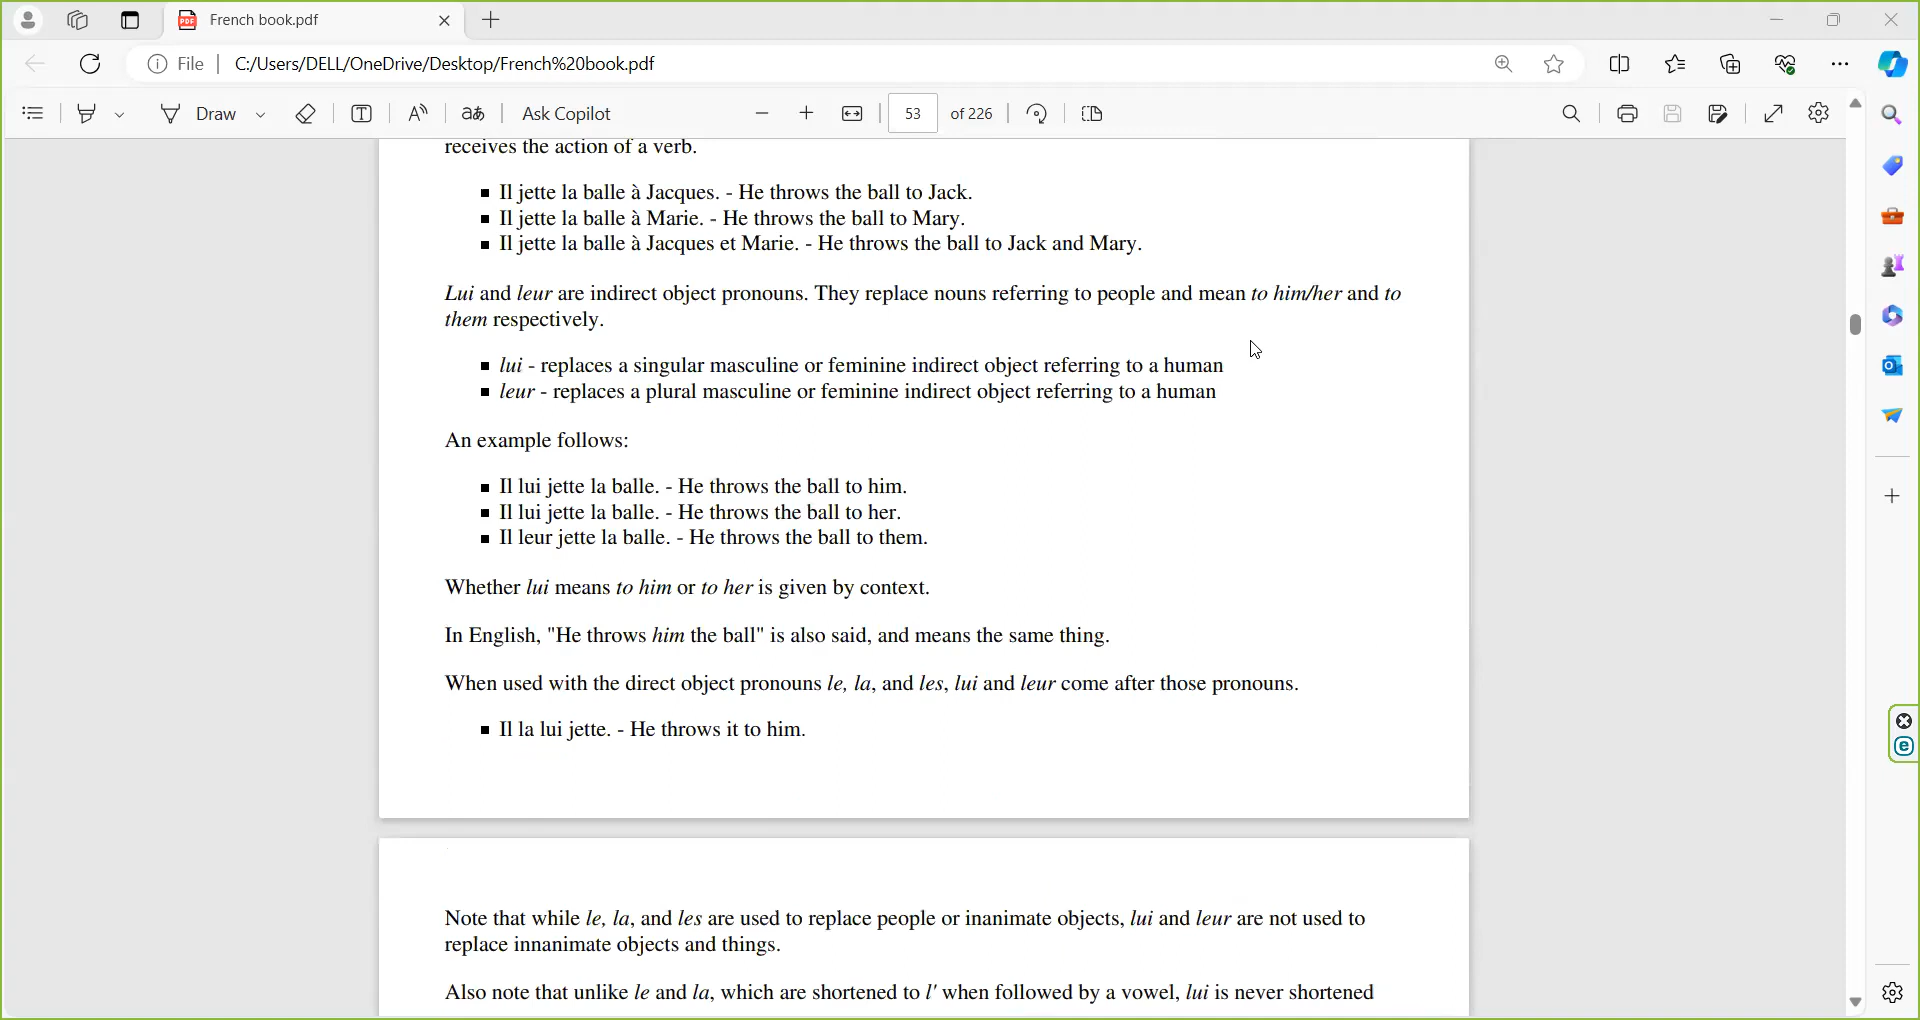 French book.pdf
File
C:/Users/DELL/OneDrive/Desktop/French%20book.pdf
Draw
Ask Copilot
53 of 226
receives the action of a verb.
▪ Il jette la balle à Jacques. - He throws the ball to Jack.
▪ Il jette la balle à Marie. - He throws the ball to Mary.
▪ Il jette la balle à Jacques et Marie. - He throws the ball to Jack and Mary.
Lui and leur are indirect object pronouns. They replace nouns referring to people and mean to him/her and to
them respectively.
▪ lui - replaces a singular masculine or feminine indirect object referring to a human
▪ leur - replaces a plural masculine or feminine indirect object referring to a human
An example follows:
▪ Il lui jette la balle. - He throws the ball to him.
▪ Il lui jette la balle. - He throws the ball to her.
▪ Il leur jette la balle. - He throws the ball to them.
Whether lui means to him or to her is given by context.
In English, "He throws him the ball" is also said, and means the same thing.
When used with the direct object pronouns le, la, and les, lui and leur come after those pronouns.
▪ Il la lui jette. - He throws it to him.
Note that while le, la, and les are used to replace people or inanimate objects, lui and leur are not used to
replace innanimate objects and things.
Also note that unlike le and la, which are shortened to l' when followed by a vowel, lui is never shortened